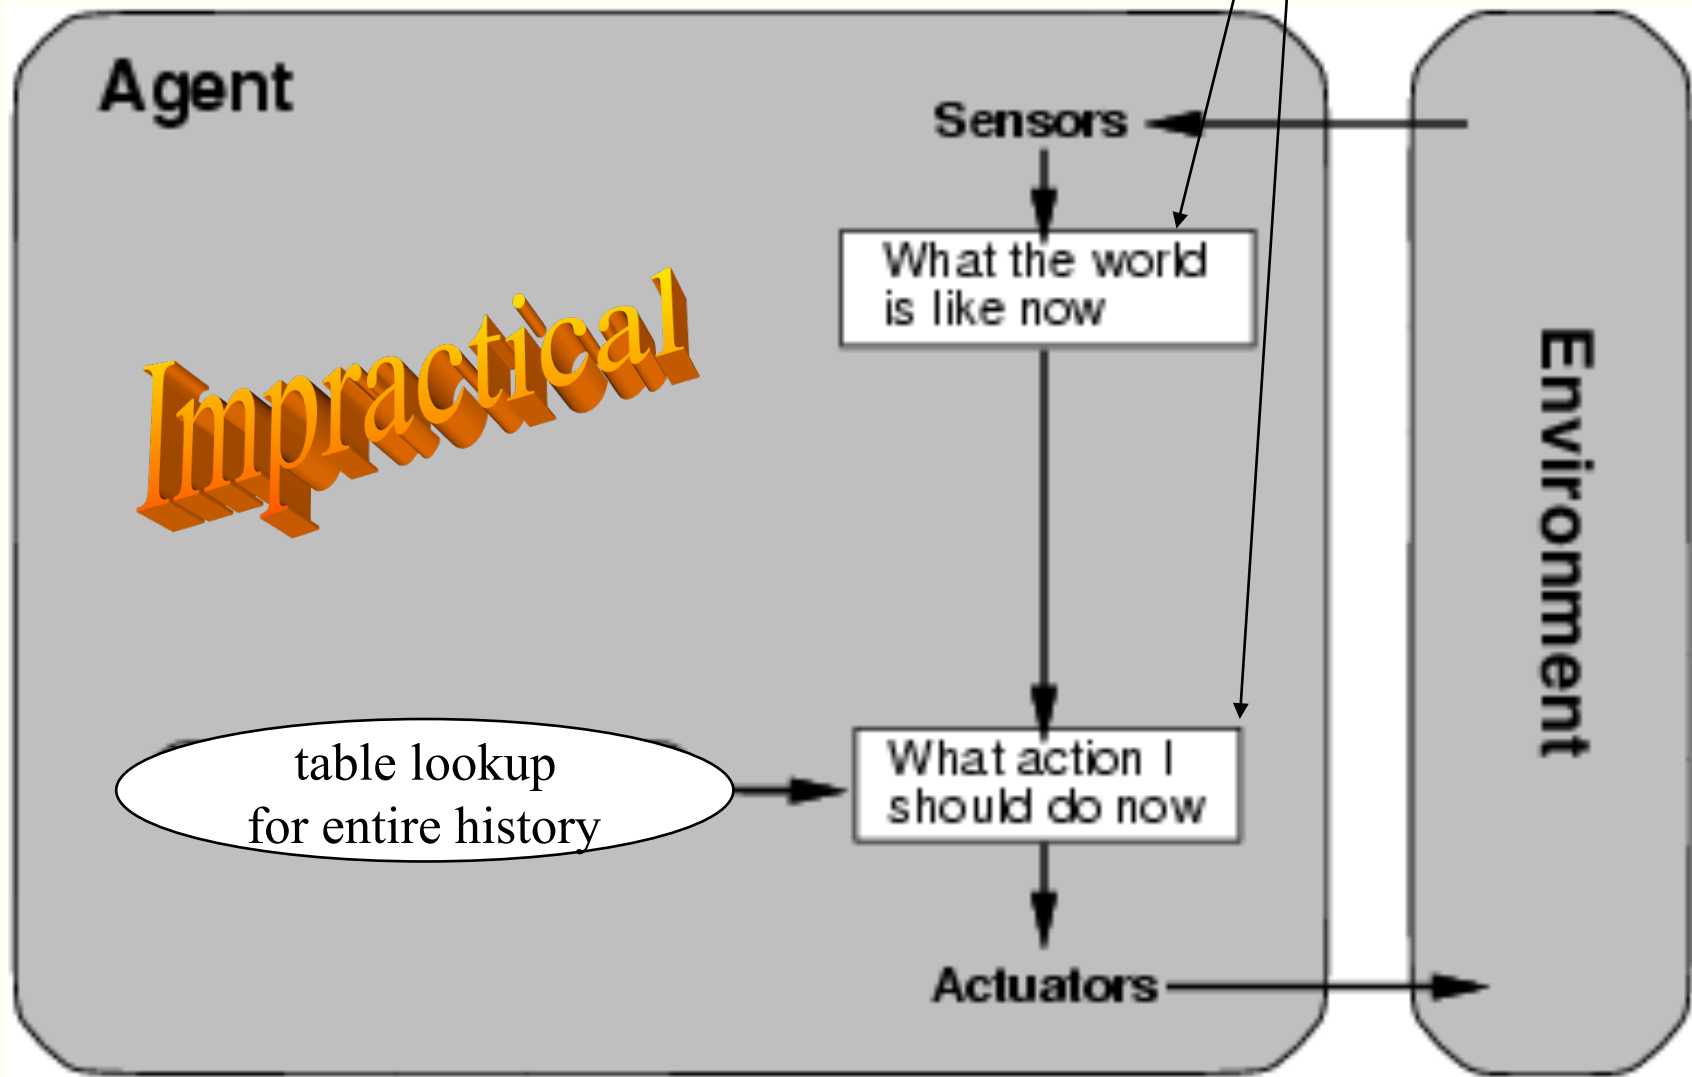 Agent
Sensors
What the world
is like now
Impractical
Environment
table lookup
for entire history
What action I
should do now
Actuators